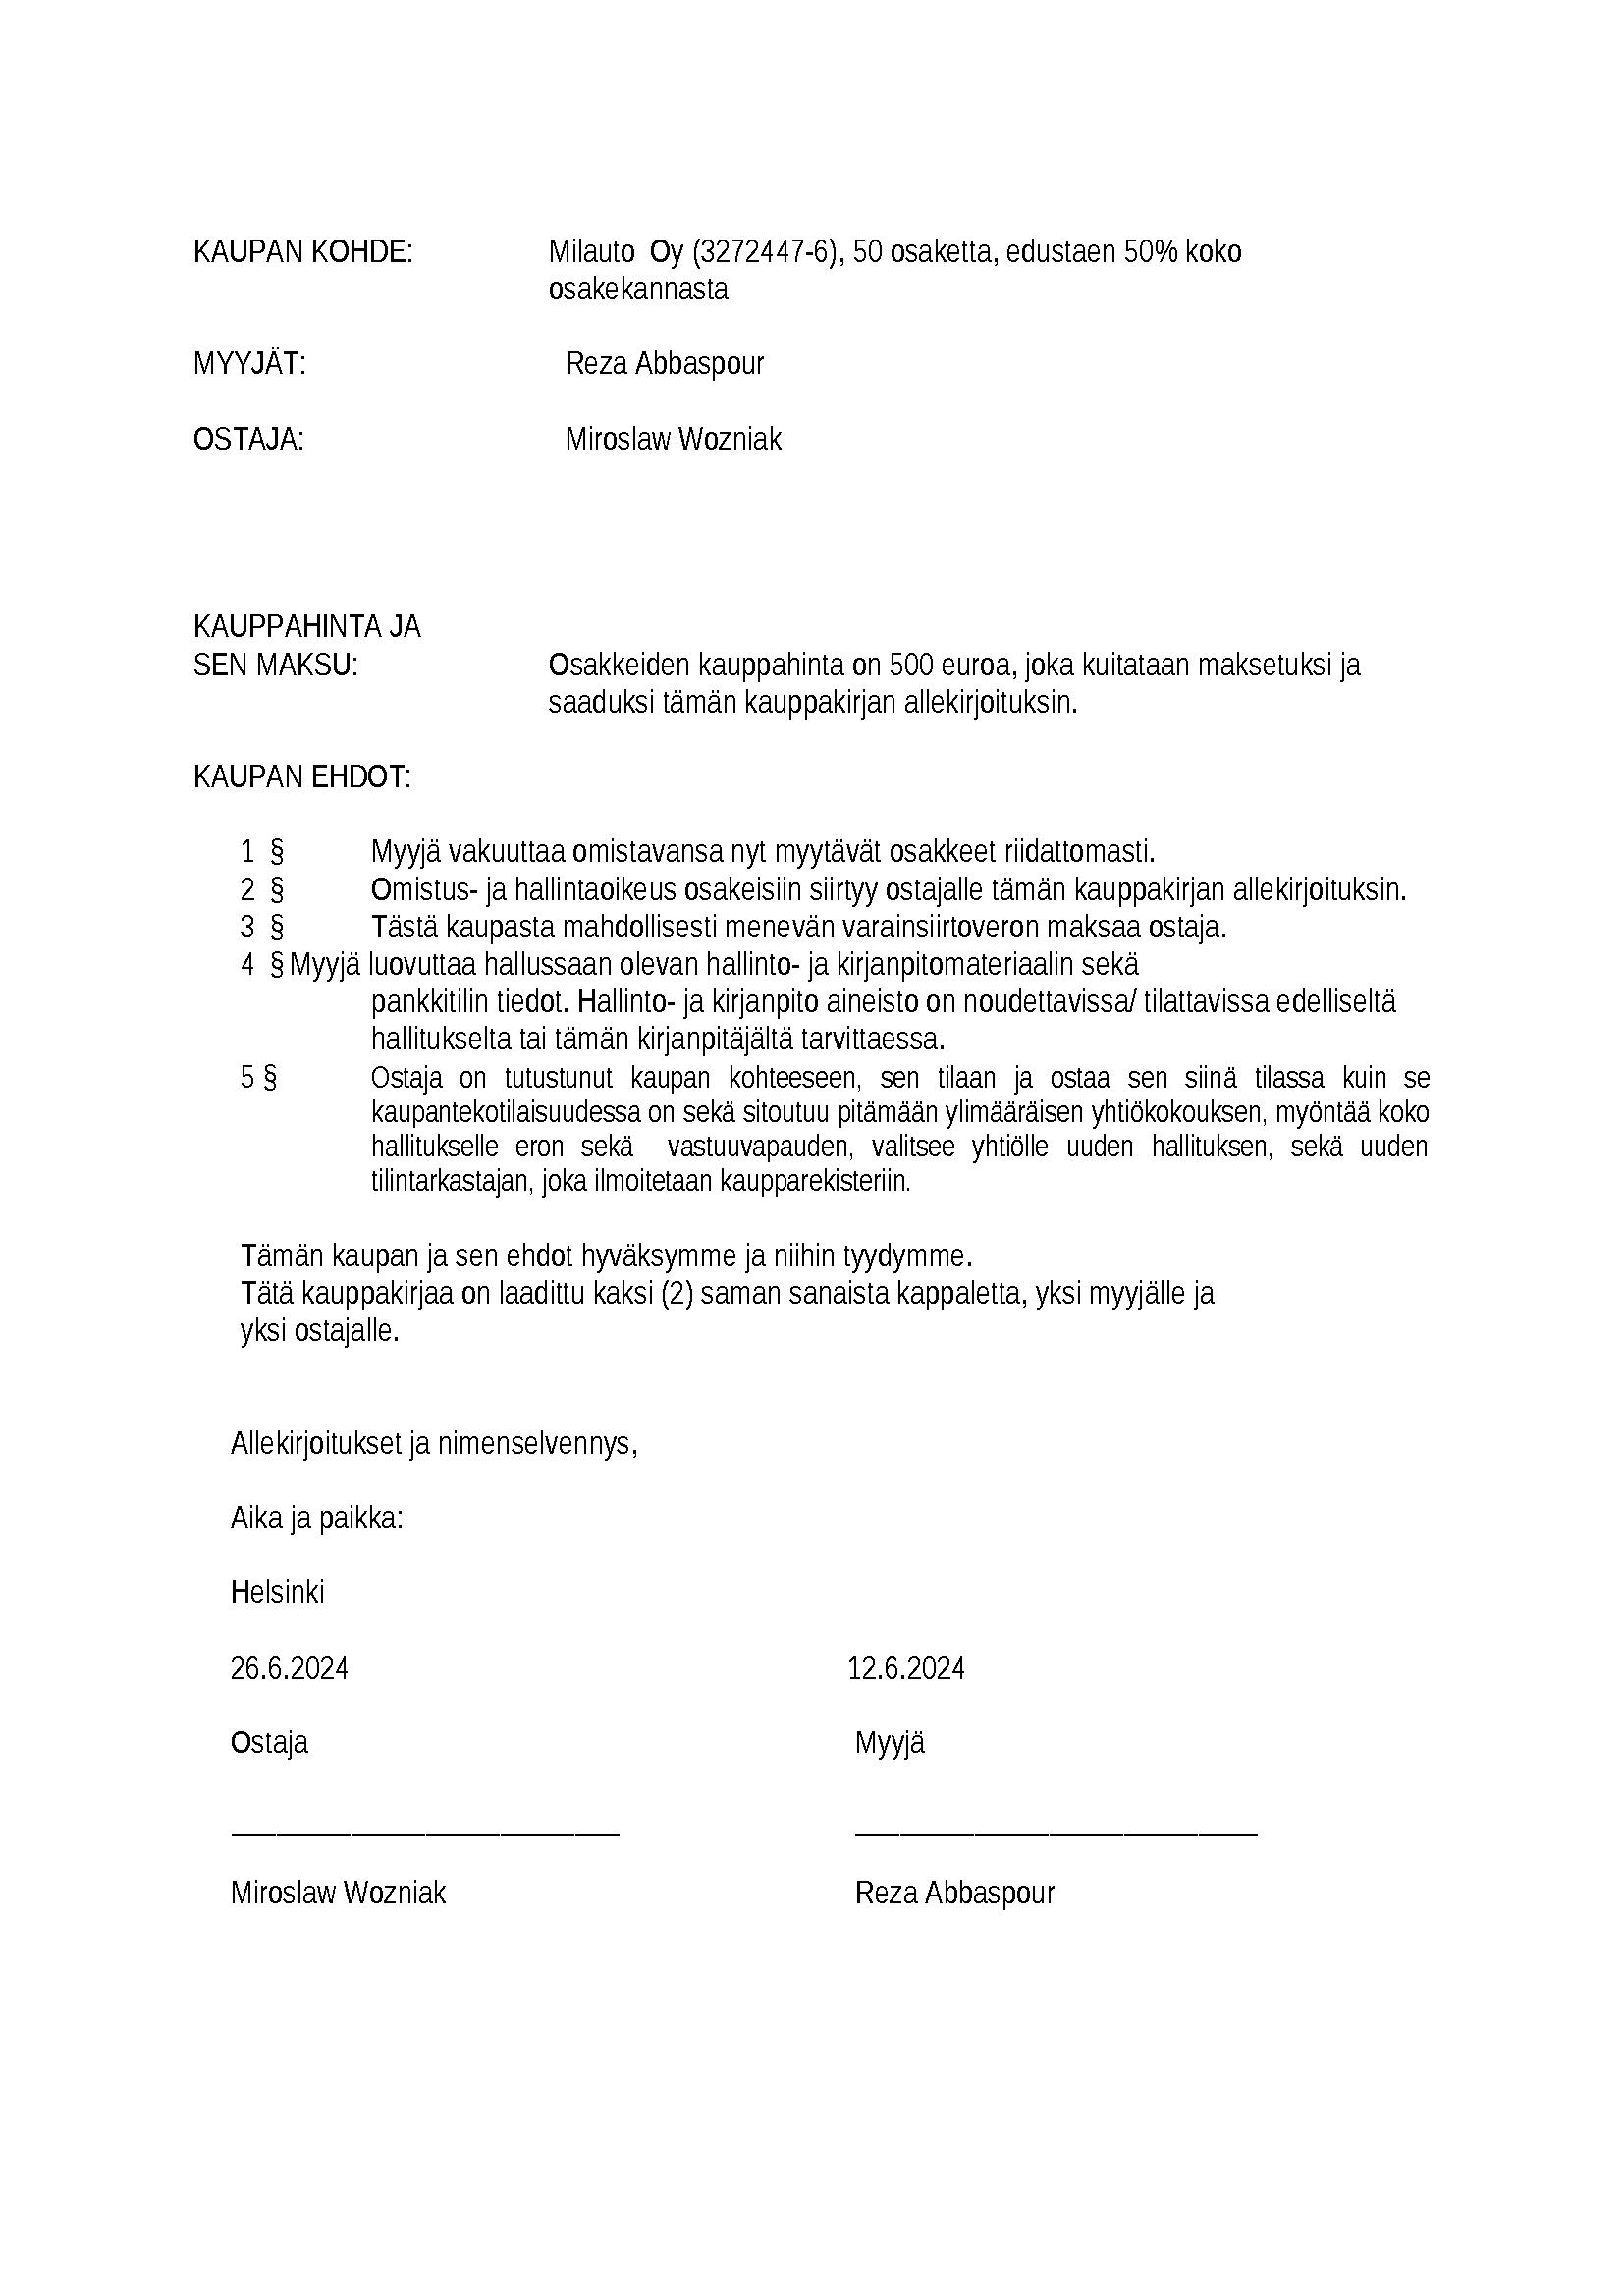 KAUPAN KOHDE: Milauto Oy (3272447-6), 50 osaketta, edustaen 50% koko
osakekannasta
MYYJÄT: Reza Abbaspour
OSTAJA: Miroslaw Wozniak
KAUPPAHINTA JA
SEN MAKSU: Osakkeiden kauppahinta on 500 euroa, joka kuitataan maksetuksi ja
saaduksi tämän kauppakirjan allekirjoituksin.
KAUPAN EHDOT:
1 § Myyjä vakuuttaa omistavansa nyt myytävät osakkeet riidattomasti.
2 § Omistus- ja hallintaoikeus osakeisiin siirtyy ostajalle tämän kauppakirjan allekirjoituksin.
3 § Tästä kaupasta mahdollisesti menevän varainsiirtoveron maksaa ostaja.
4 § Myyjä luovuttaa hallussaan olevan hallinto- ja kirjanpitomateriaalin sekä
pankkitilin tiedot. Hallinto- ja kirjanpito aineisto on noudettavissa/ tilattavissa edelliseltä
hallitukselta tai tämän kirjanpitäjältä tarvittaessa.
5 § Ostaja on tutustunut kaupan kohteeseen, sen tilaan ja ostaa sen siinä tilassa kuin se
kaupantekotilaisuudessa on sekä sitoutuu pitämään ylimääräisen yhtiökokouksen, myöntää koko
hallitukselle eron sekä vastuuvapauden, valitsee yhtiölle uuden hallituksen, sekä uuden
tilintarkastajan, joka ilmoitetaan kaupparekisteriin.
Tämän kaupan ja sen ehdot hyväksymme ja niihin tyydymme.
Tätä kauppakirjaa on laadittu kaksi (2) saman sanaista kappaletta, yksi myyjälle ja
yksi ostajalle.
Allekirjoitukset ja nimenselvennys,
Aika ja paikka:
Helsinki
26.6.2024 12.6.2024
Ostaja Myyjä
Miroslaw Wozniak Reza Abbaspour